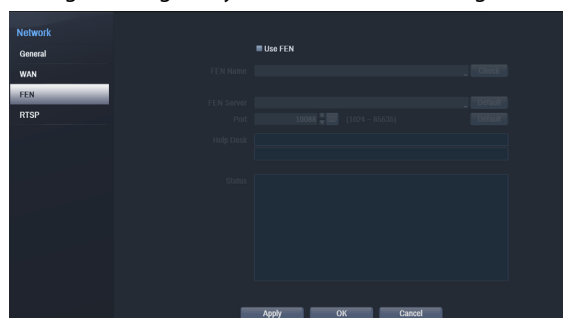 Network
General
WAN
FEN
RTSP
Use FEN
FEN Name
Check
FEN Server
Default
Port 10088 (1024 ~ 65535)
Default
Help Desk
Status
Apply OK Cancel